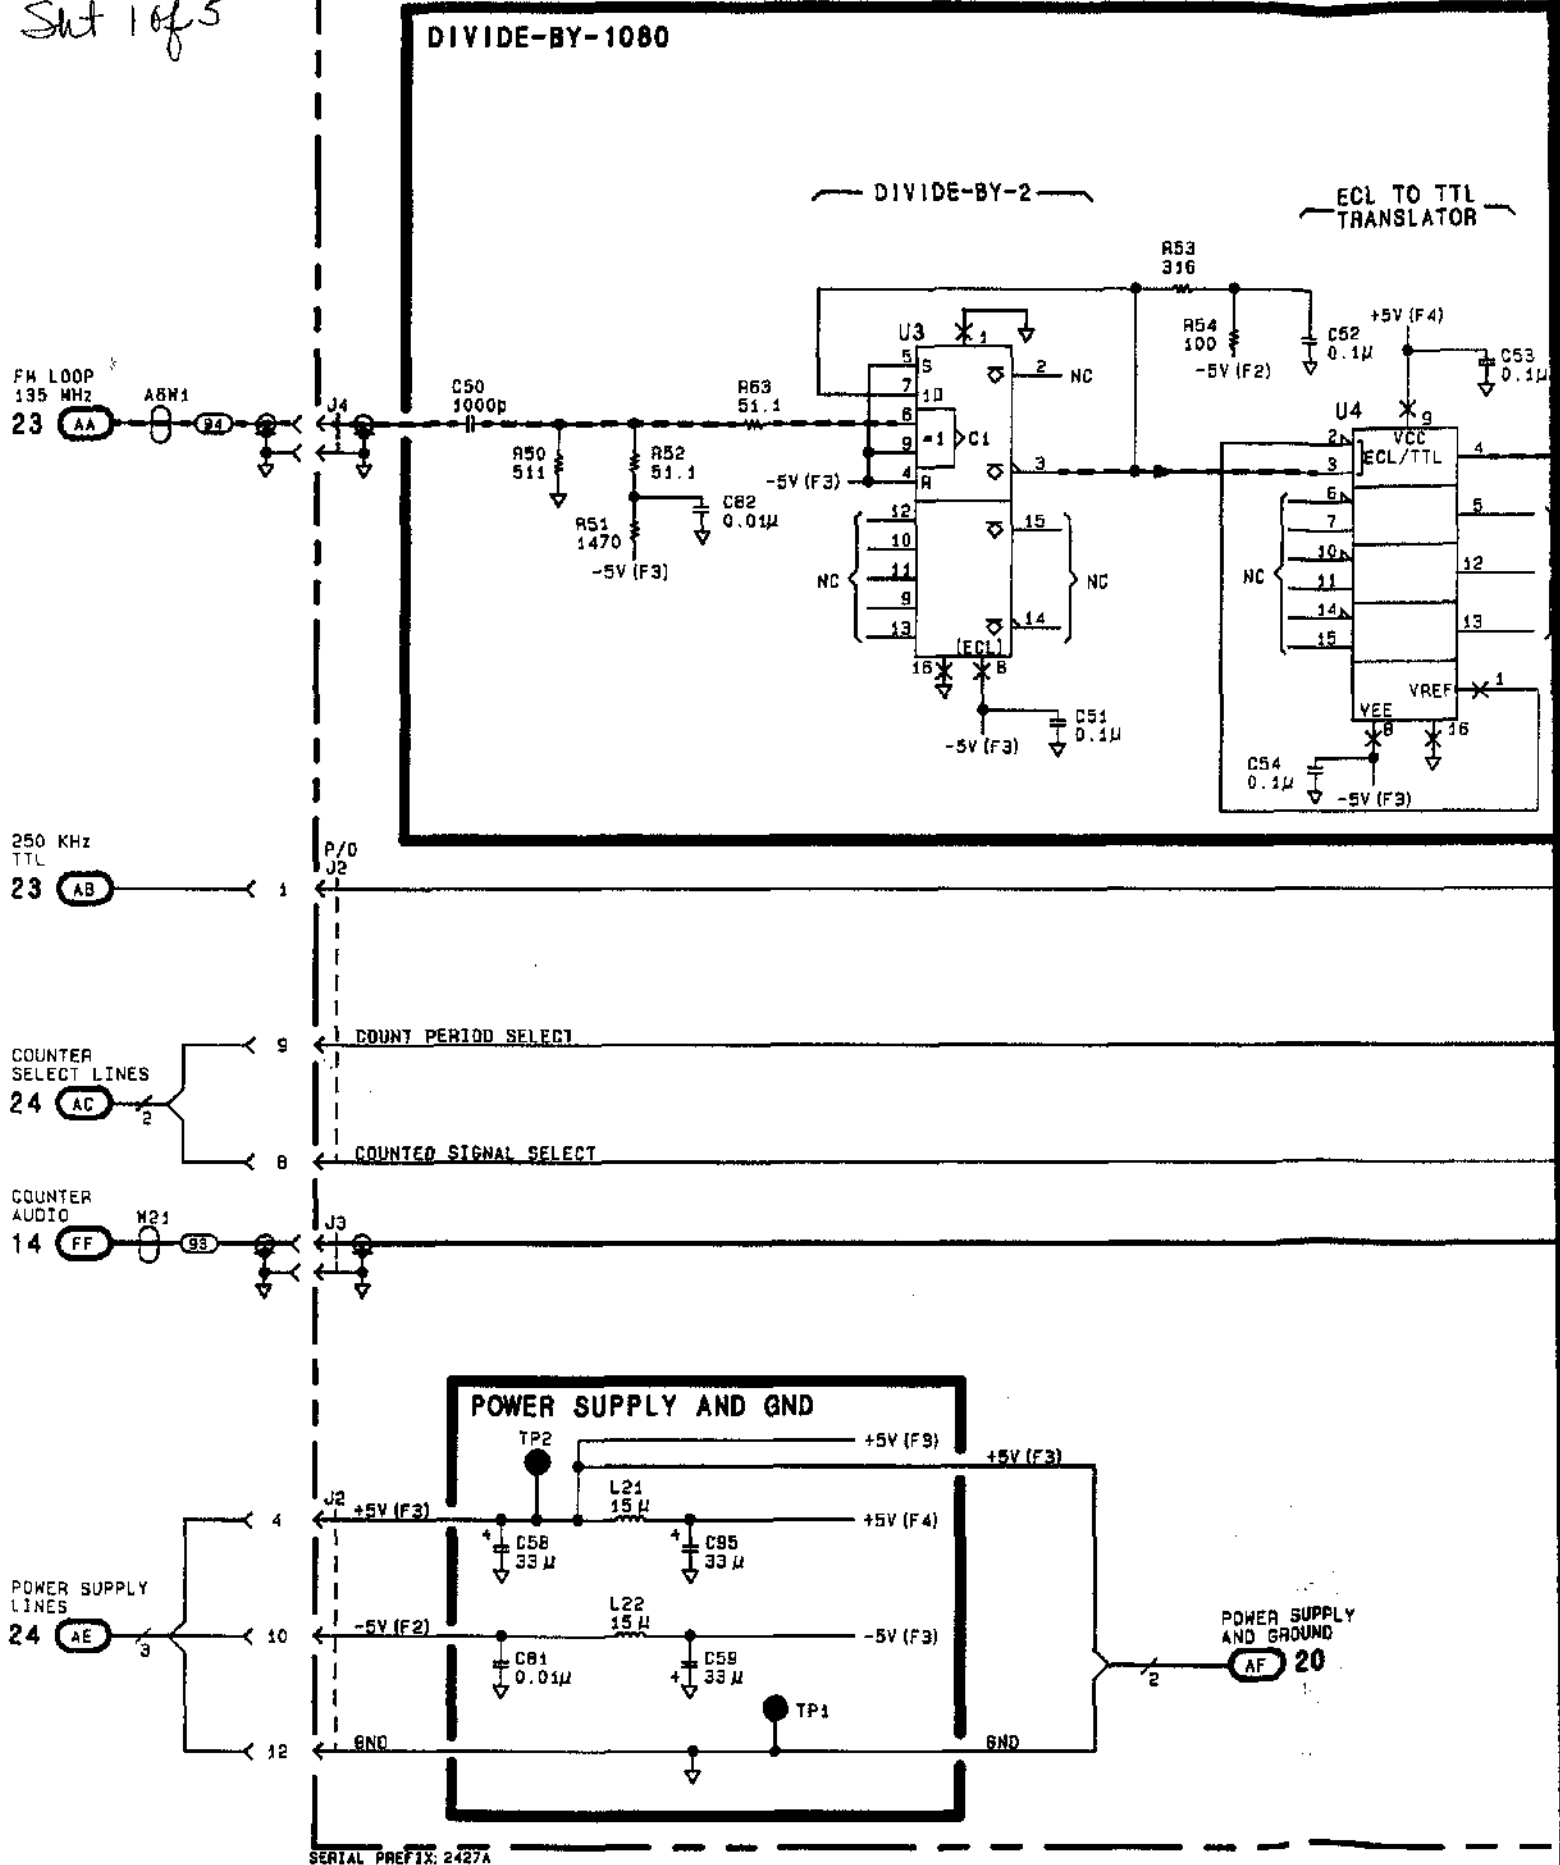 Sht 1 of 5
DIVIDE-BY-1080
DIVIDE-BY-2
ECL TO TTL
TRANSLATOR
R53
316
R54
100
-5V (F2)
C52
0.1µ
+5V (F4)
C53
0.1µ
U3
1
5
S
7
1D
6
=1
C1
9
4
R
-5V (F3)
2
NC
3
12
10
11
9
13
NC
15
14
NC
[ECL]
16
8
C51
0.1µ
-5V (F3)
U4
9
VCC
ECL/TTL
2
3
4
6
7
10
11
14
15
NC
5
12
13
VREF
1
VEE
8
16
C54
0.1µ
-5V (F3)
FM LOOP
135 MHz
23 AA
A8W1
94
J4
C50
1000p
R50
511
R52
51.1
R51
1470
-5V (F3)
C82
0.01µ
R63
51.1
250 KHz
TTL
23 AB
1
P/O
J2
COUNTER
SELECT LINES
24 AC
2
9
COUNT PERIOD SELECT
8
COUNTED SIGNAL SELECT
COUNTER
AUDIO
14 FF
W21
93
J3
POWER SUPPLY AND GND
TP2
+5V (F3)
L21
15µ
+5V (F4)
C58
33µ
C95
33µ
+5V (F3)
J2
4
+5V (F3)
POWER SUPPLY
LINES
24 AE
3
10
-5V (F2)
L22
15µ
-5V (F3)
C81
0.01µ
C59
33µ
TP1
12
GND
GND
POWER SUPPLY
AND GROUND
AF 20
2
SERIAL PREFIX: 2427A